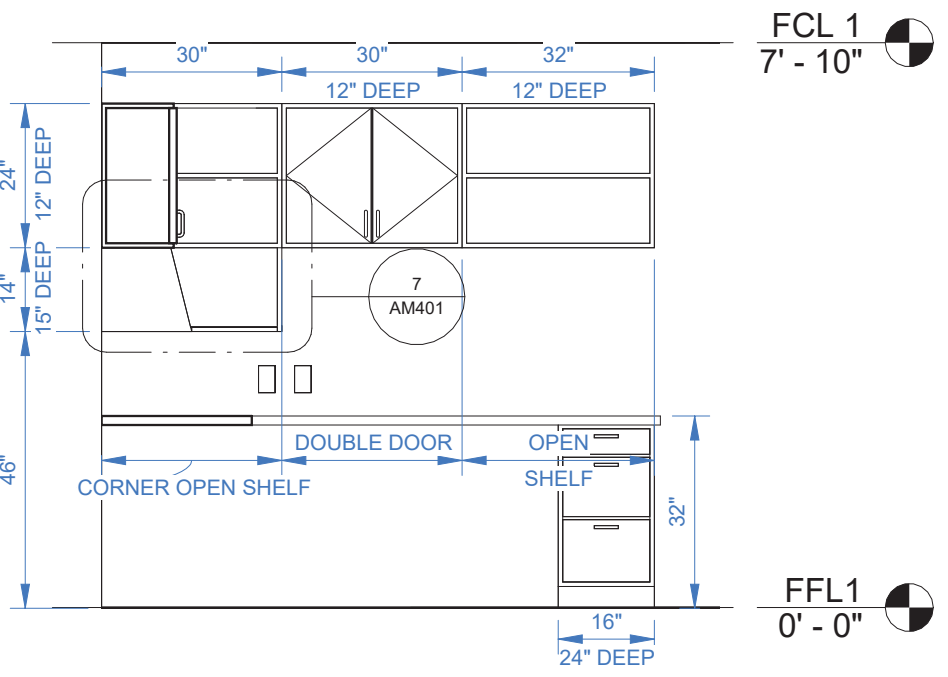 FCL 1
7' - 10"
30"
30"
32"
12" DEEP
12" DEEP
24"
12" DEEP
14"
15" DEEP
7
AM401
46"
DOUBLE DOOR
OPEN
SHELF
CORNER OPEN SHELF
32"
FFL1
0' - 0"
16"
24" DEEP